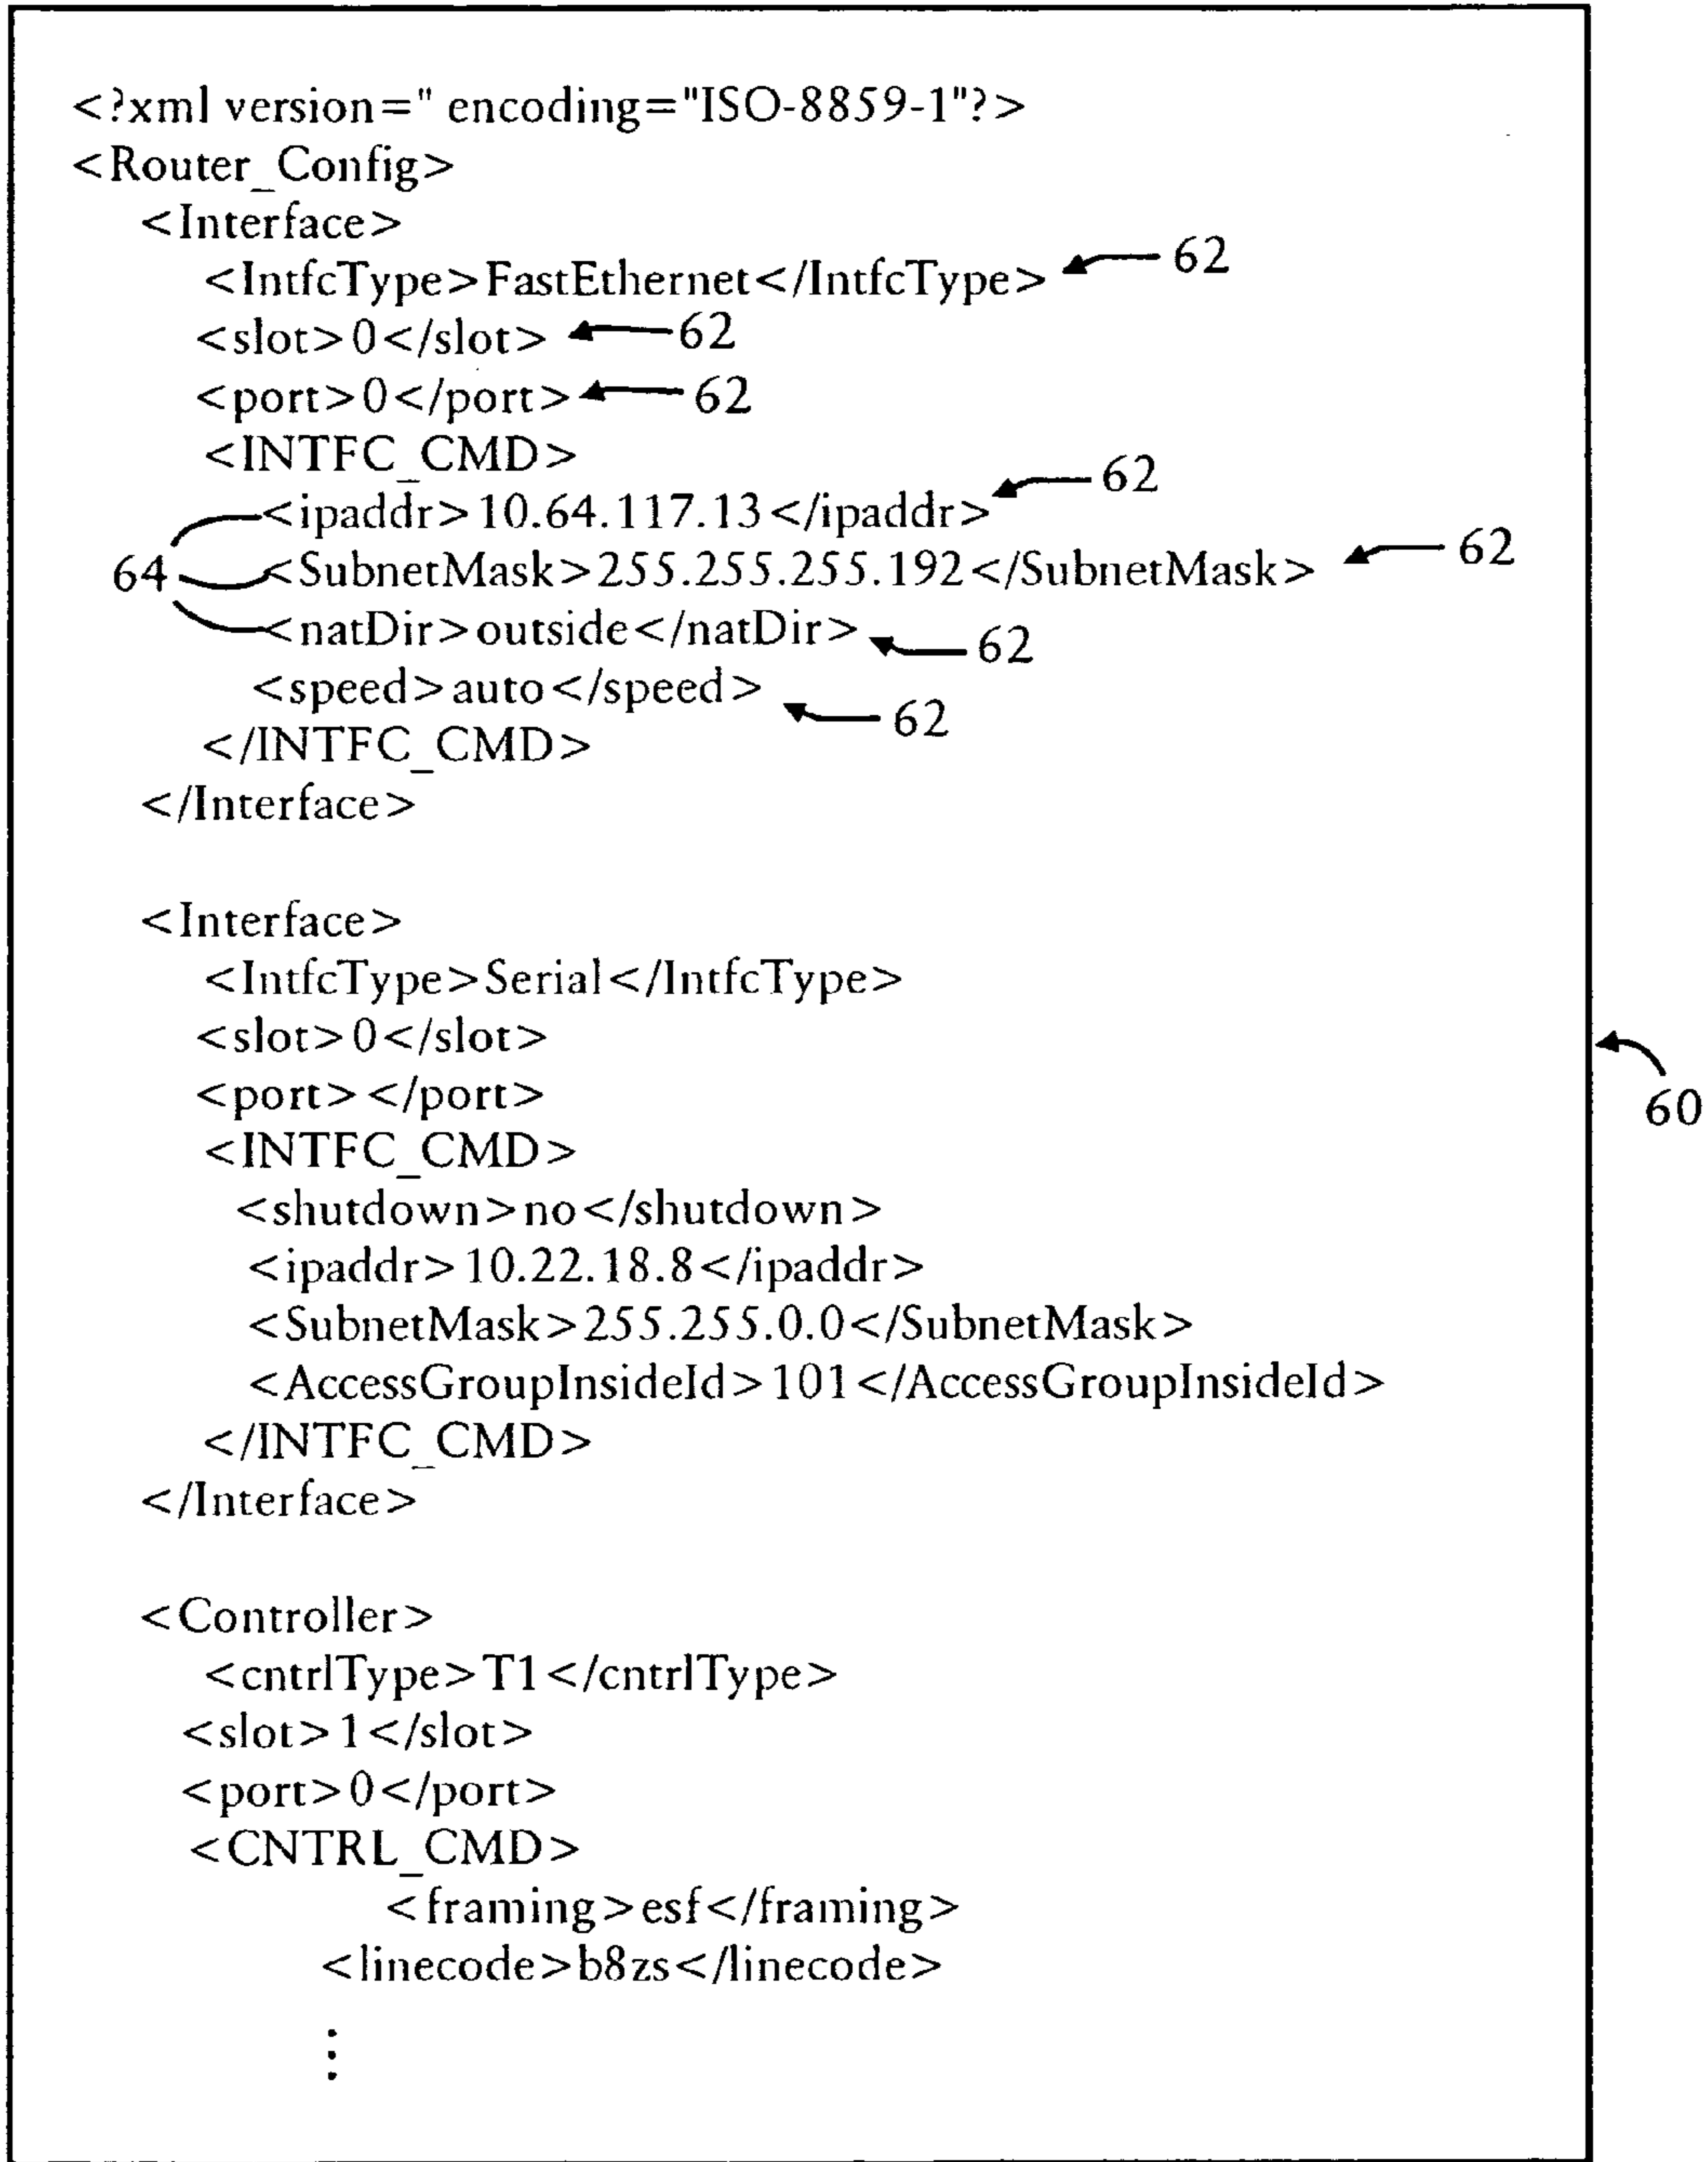 <?xml version=" encoding="ISO-8859-1"?>
<Router_Config>
<Interface>
<IntfcType>FastEthernet</IntfcType> 62
<slot>0</slot> 62
<port>0</port> 62
<INTFC_CMD>
<ipaddr>10.64.117.13</ipaddr> 62
64 <SubnetMask>255.255.255.192</SubnetMask> 62
<natDir>outside</natDir> 62
<speed>auto</speed> 62
</INTFC_CMD>
</Interface>
<Interface>
<IntfcType>Serial</IntfcType>
<slot>0</slot>
<port></port>
<INTFC_CMD>
<shutdown>no</shutdown>
<ipaddr>10.22.18.8</ipaddr>
<SubnetMask>255.255.0.0</SubnetMask>
<AccessGroupInsideId>101</AccessGroupInsideId>
</INTFC_CMD>
</Interface>
<Controller>
<cntrlType>T1</cntrlType>
<slot>1</slot>
<port>0</port>
<CNTRL_CMD>
<framing>esf</framing>
<linecode>b8zs</linecode>
⋮
60